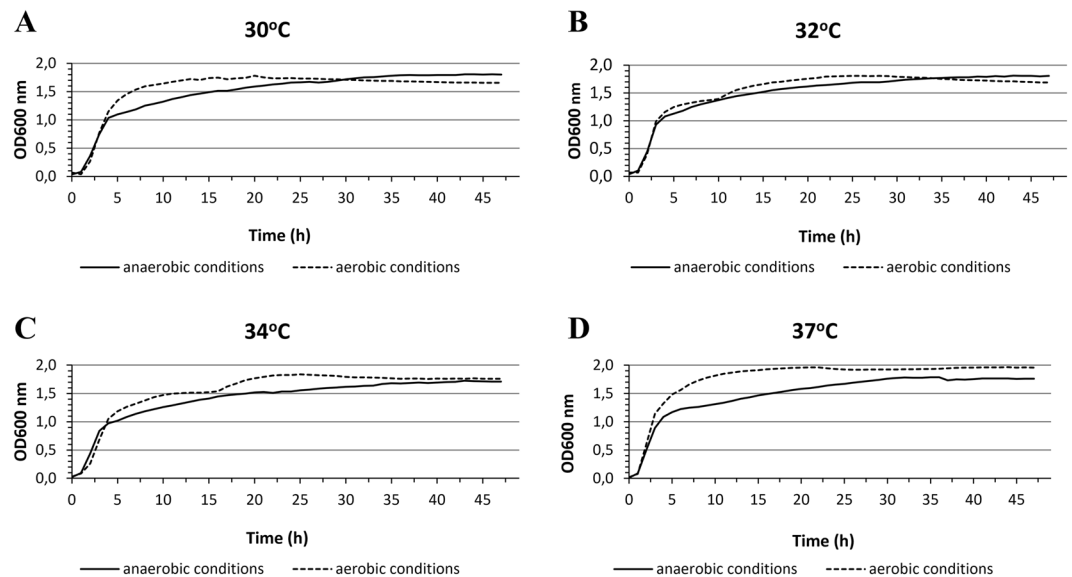 A
30°C
2,0
1,5
1,0
0,5
0,0
OD600 nm
0 5 10 15 20 25 30 35 40 45
Time (h)
anaerobic conditions aerobic conditions
B
32°C
2,0
1,5
1,0
0,5
0,0
OD600 nm
0 5 10 15 20 25 30 35 40 45
Time (h)
anaerobic conditions aerobic conditions
C
34°C
2,0
1,5
1,0
0,5
0,0
OD600 nm
0 5 10 15 20 25 30 35 40 45
Time (h)
anaerobic conditions aerobic conditions
D
37°C
2,0
1,5
1,0
0,5
0,0
OD600 nm
0 5 10 15 20 25 30 35 40 45
Time (h)
anaerobic conditions aerobic conditions